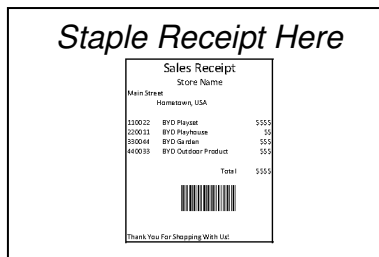 Staple Receipt Here
Sales Receipt
Store Name
Main Street
Hometown, USA
110022 BYD Playset $$$$
220011 BYD Playhouse $$
330044 BYD Garden $$$
440033 BYD Outdoor Product $$$
Total $$$$
Thank You For Shopping With Us!